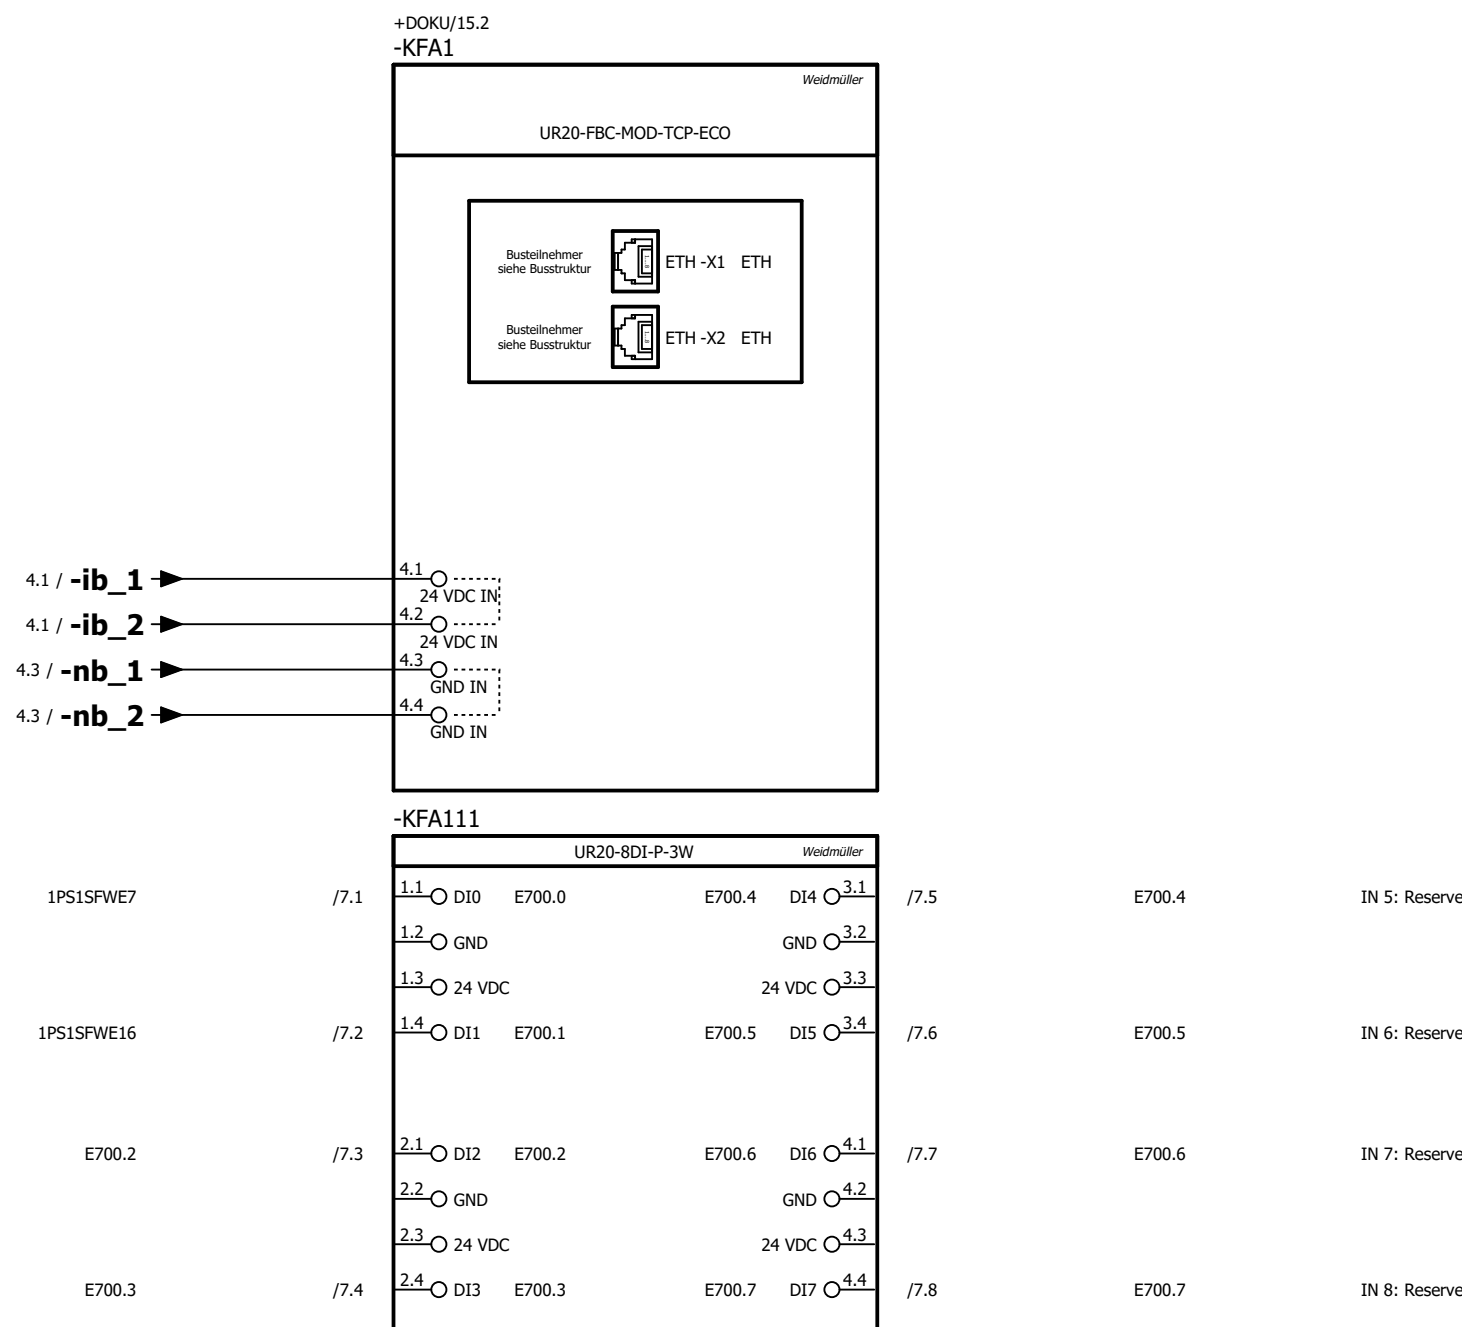 +DOKU/15.2
-KFA1
Weidmüller
UR20-FBC-MOD-TCP-ECO
Busteilnehmer
siehe Busstruktur
ETH -X1 ETH
Busteilnehmer
siehe Busstruktur
ETH -X2 ETH
4.1 / -ib_1 4.1
24 VDC IN
4.1 / -ib_2 4.2
24 VDC IN
4.3 / -nb_1 4.3
GND IN
4.3 / -nb_2 4.4
GND IN
-KFA111
UR20-8DI-P-3W Weidmüller
1PS1SFWE7 /7.1 1.1 DI0 E700.0 E700.4 DI4 3.1 /7.5 E700.4 IN 5: Reserve
1.2 GND GND 3.2
1.3 24 VDC 24 VDC 3.3
1PS1SFWE16 /7.2 1.4 DI1 E700.1 E700.5 DI5 3.4 /7.6 E700.5 IN 6: Reserve
E700.2 /7.3 2.1 DI2 E700.2 E700.6 DI6 4.1 /7.7 E700.6 IN 7: Reserve
2.2 GND GND 4.2
2.3 24 VDC 24 VDC 4.3
E700.3 /7.4 2.4 DI3 E700.3 E700.7 DI7 4.4 /7.8 E700.7 IN 8: Reserve